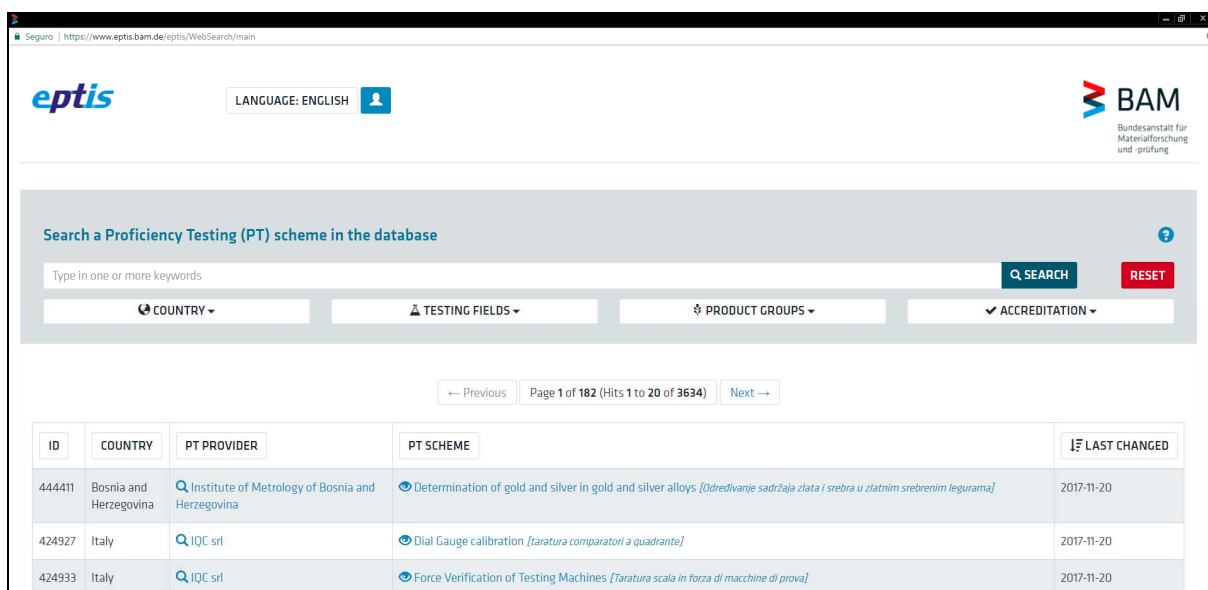 Seguro | https://www.eptis.bam.de/eptis/WebSearch/main
eptis
LANGUAGE: ENGLISH
BAM
Bundesanstalt für
Materialforschung
und -prüfung
Search a Proficiency Testing (PT) scheme in the database
Type in one or more keywords
SEARCH
RESET
COUNTRY
TESTING FIELDS
PRODUCT GROUPS
ACCREDITATION
← Previous
Page 1 of 182 (Hits 1 to 20 of 3634)
Next →
ID
COUNTRY
PT PROVIDER
PT SCHEME
LAST CHANGED
444411
Bosnia and
Herzegovina
Institute of Metrology of Bosnia and
Herzegovina
Determination of gold and silver in gold and silver alloys [Određivanje sadržaja zlata i srebra u zlatnim srebrenim legurama]
2017-11-20
424927
Italy
IQC srl
Dial Gauge calibration [taratura comparatori a quadrante]
2017-11-20
424933
Italy
IQC srl
Force Verification of Testing Machines [Taratura scala in forza di macchine di prova]
2017-11-20